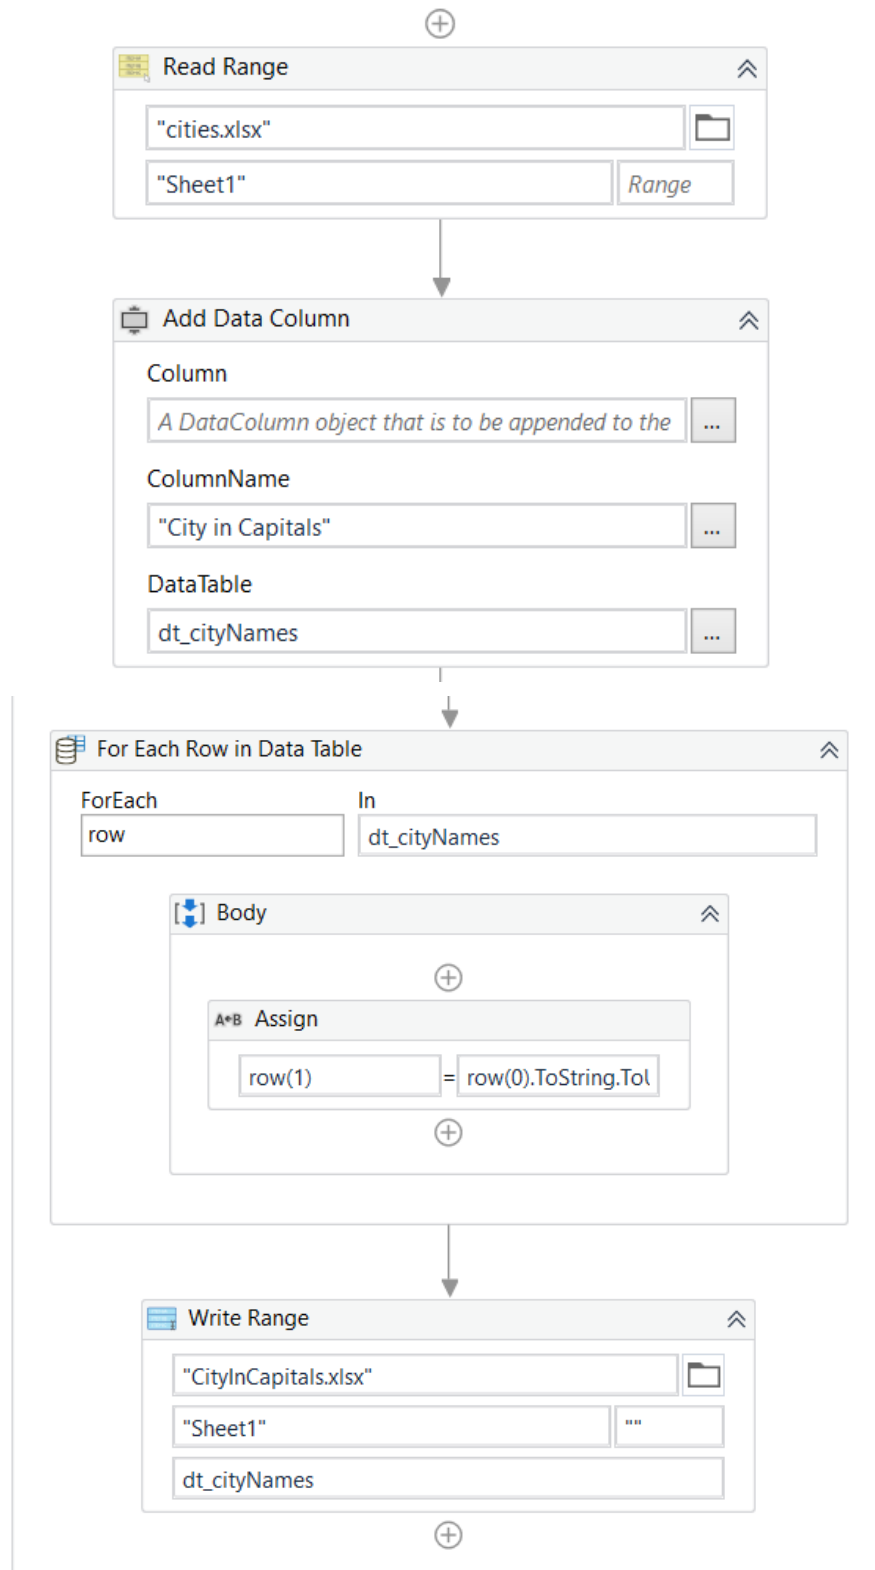 Read Range
"cities.xlsx"
"Sheet1" Range
Add Data Column
Column
A DataColumn object that is to be appended to the
...
ColumnName
"City in Capitals" ...
DataTable
dt_cityNames ...
For Each Row in Data Table
ForEach In
row dt_cityNames
Body
A←B Assign
row(1) = row(0).ToString.ToU
Write Range
"CityInCapitals.xlsx"
"Sheet1" ""
dt_cityNames